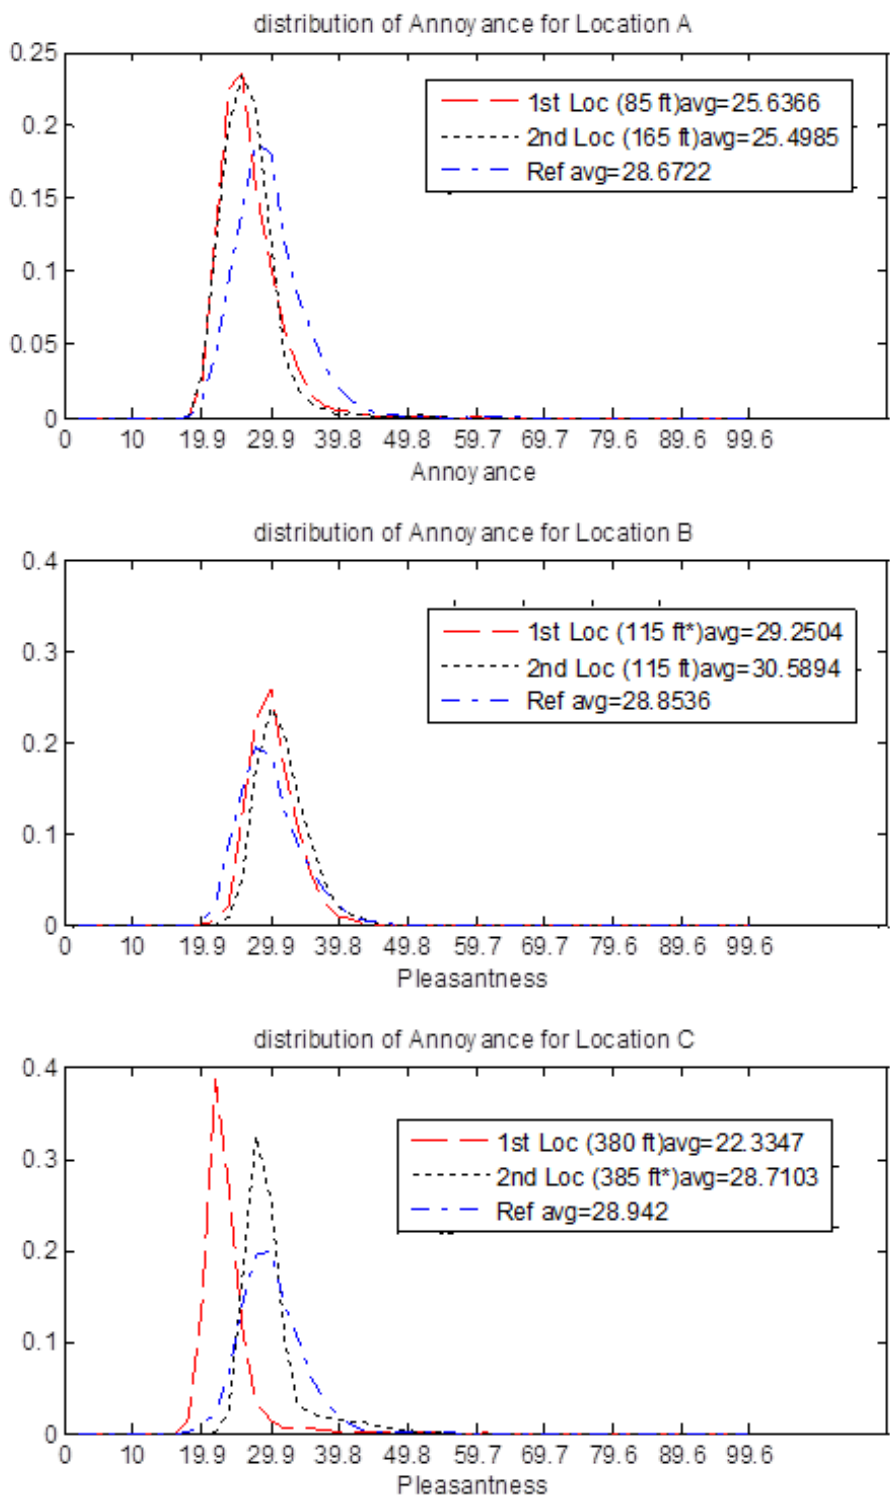 distribution of Annoyance for Location A
0.25
0.2
0.15
0.1
0.05
0
1st Loc (85 ft)avg=25.6366
2nd Loc (165 ft)avg=25.4985
Ref avg=28.6722
0 10 19.9 29.9 39.8 49.8 59.7 69.7 79.6 89.6 99.6
Annoyance
distribution of Annoyance for Location B
0.4
0.3
0.2
0.1
0
1st Loc (115 ft*)avg=29.2504
2nd Loc (115 ft)avg=30.5894
Ref avg=28.8536
0 10 19.9 29.9 39.8 49.8 59.7 69.7 79.6 89.6 99.6
Pleasantness
distribution of Annoyance for Location C
0.4
0.3
0.2
0.1
0
1st Loc (380 ft)avg=22.3347
2nd Loc (385 ft*)avg=28.7103
Ref avg=28.942
0 10 19.9 29.9 39.8 49.8 59.7 69.7 79.6 89.6 99.6
Pleasantness